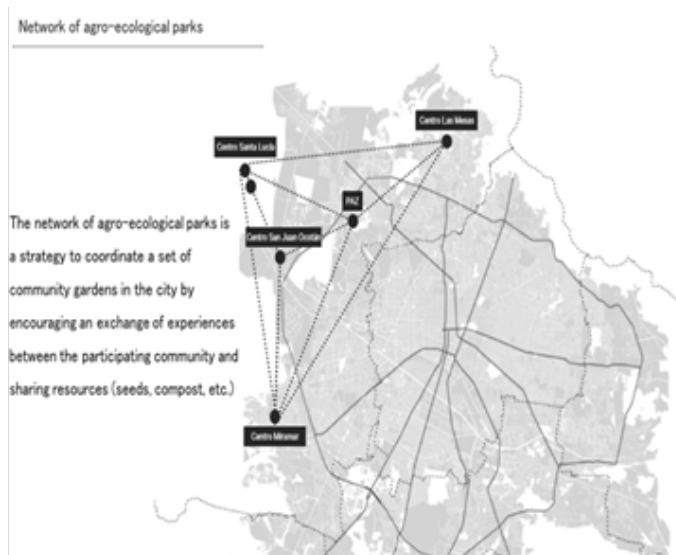 Network of agro-ecological parks
Centro Las Mesas
Centro Santa Lucía
PAZ
The network of agro-ecological parks is
Centro San Juan Ocotán
a strategy to coordinate a set of
community gardens in the city by
encouraging an exchange of experiences
between the participating community and
sharing resources (seeds, compost, etc.)
Centro Miramar